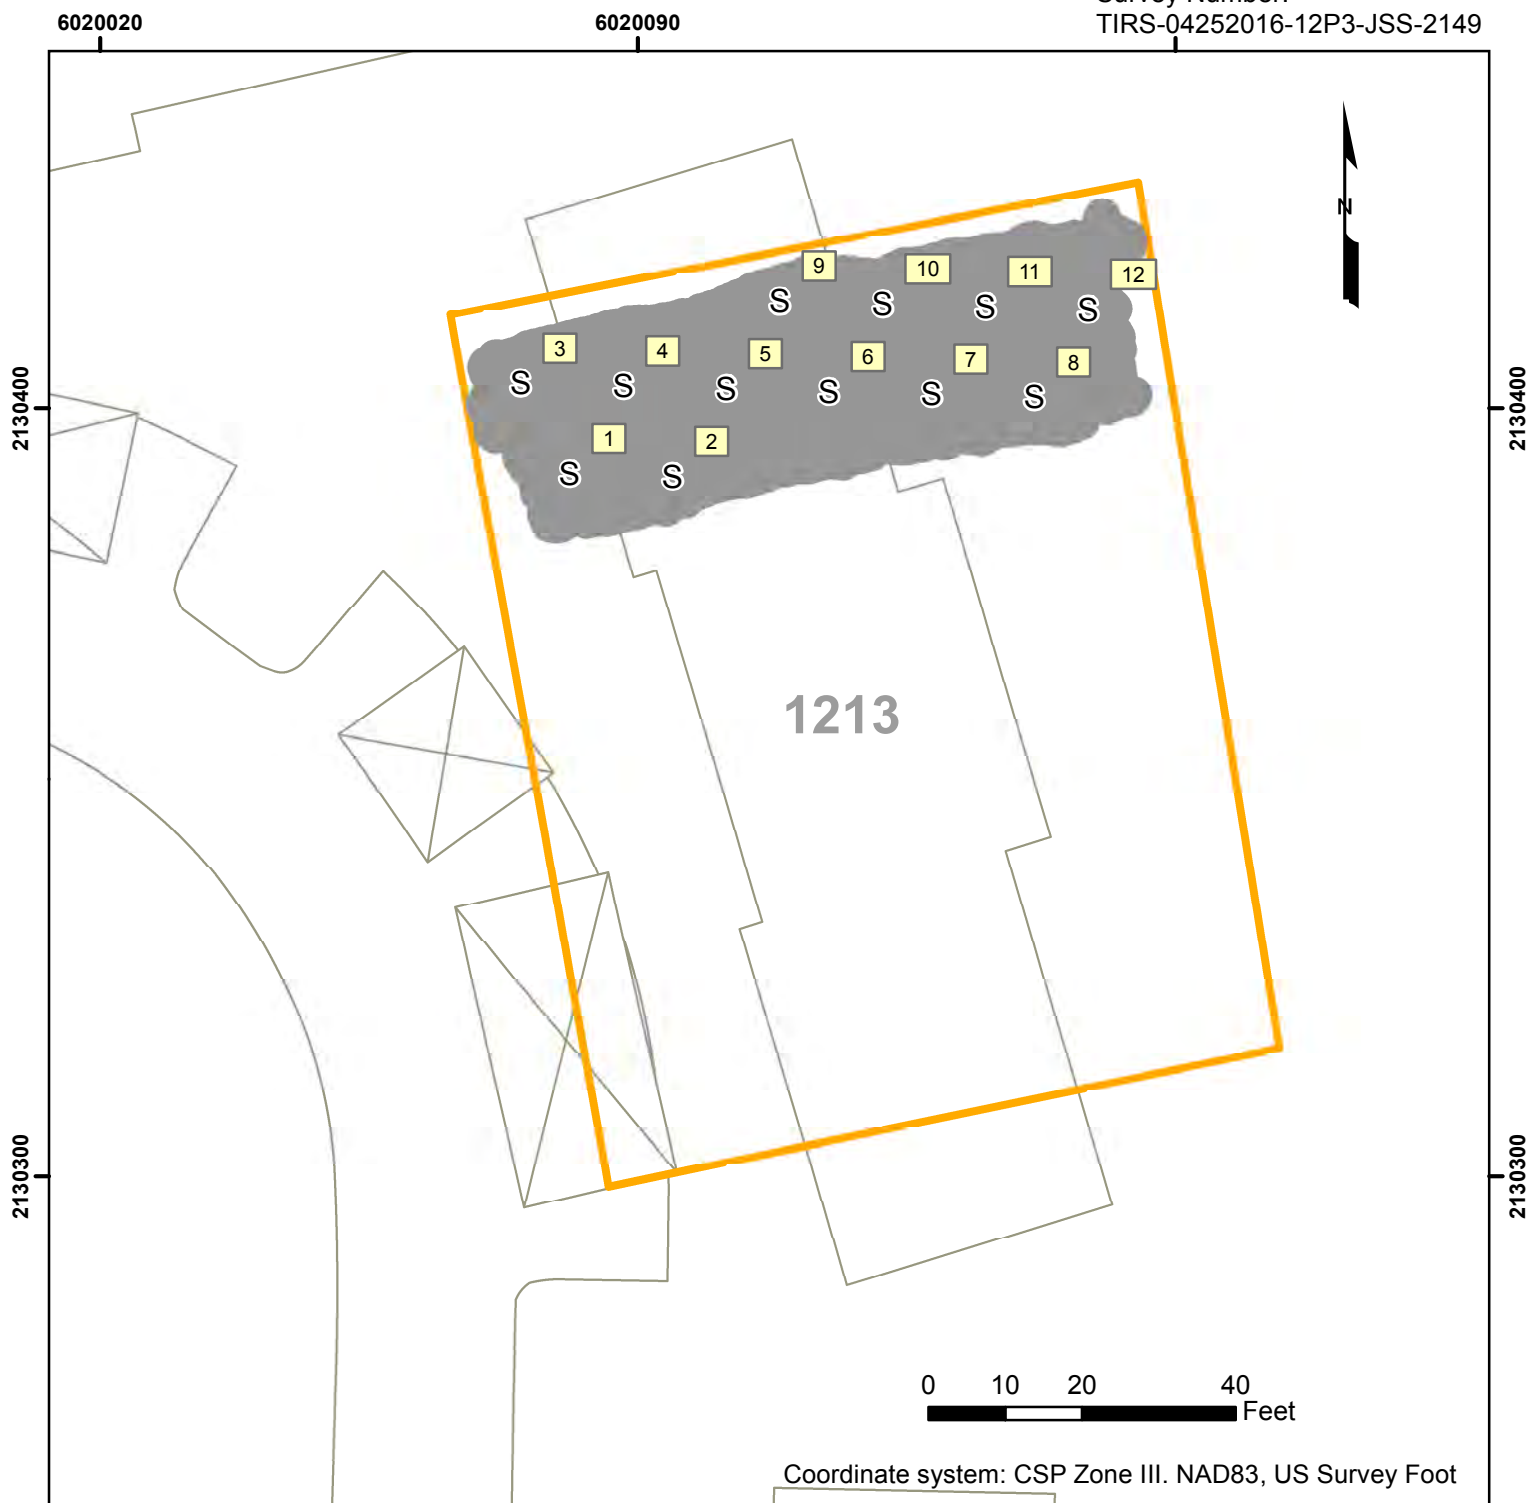 Survey Number:
TIRS-04252016-12P3-JSS-2149
6020020
6020090
N
9
10
11
12
S
S
S
S
3
4
5
6
7
8
S
S
S
S
S
S
1
2
S
S
2130400
2130400
1213
2130300
2130300
0 10 20 40
Feet
Coordinate system: CSP Zone III. NAD83, US Survey Foot